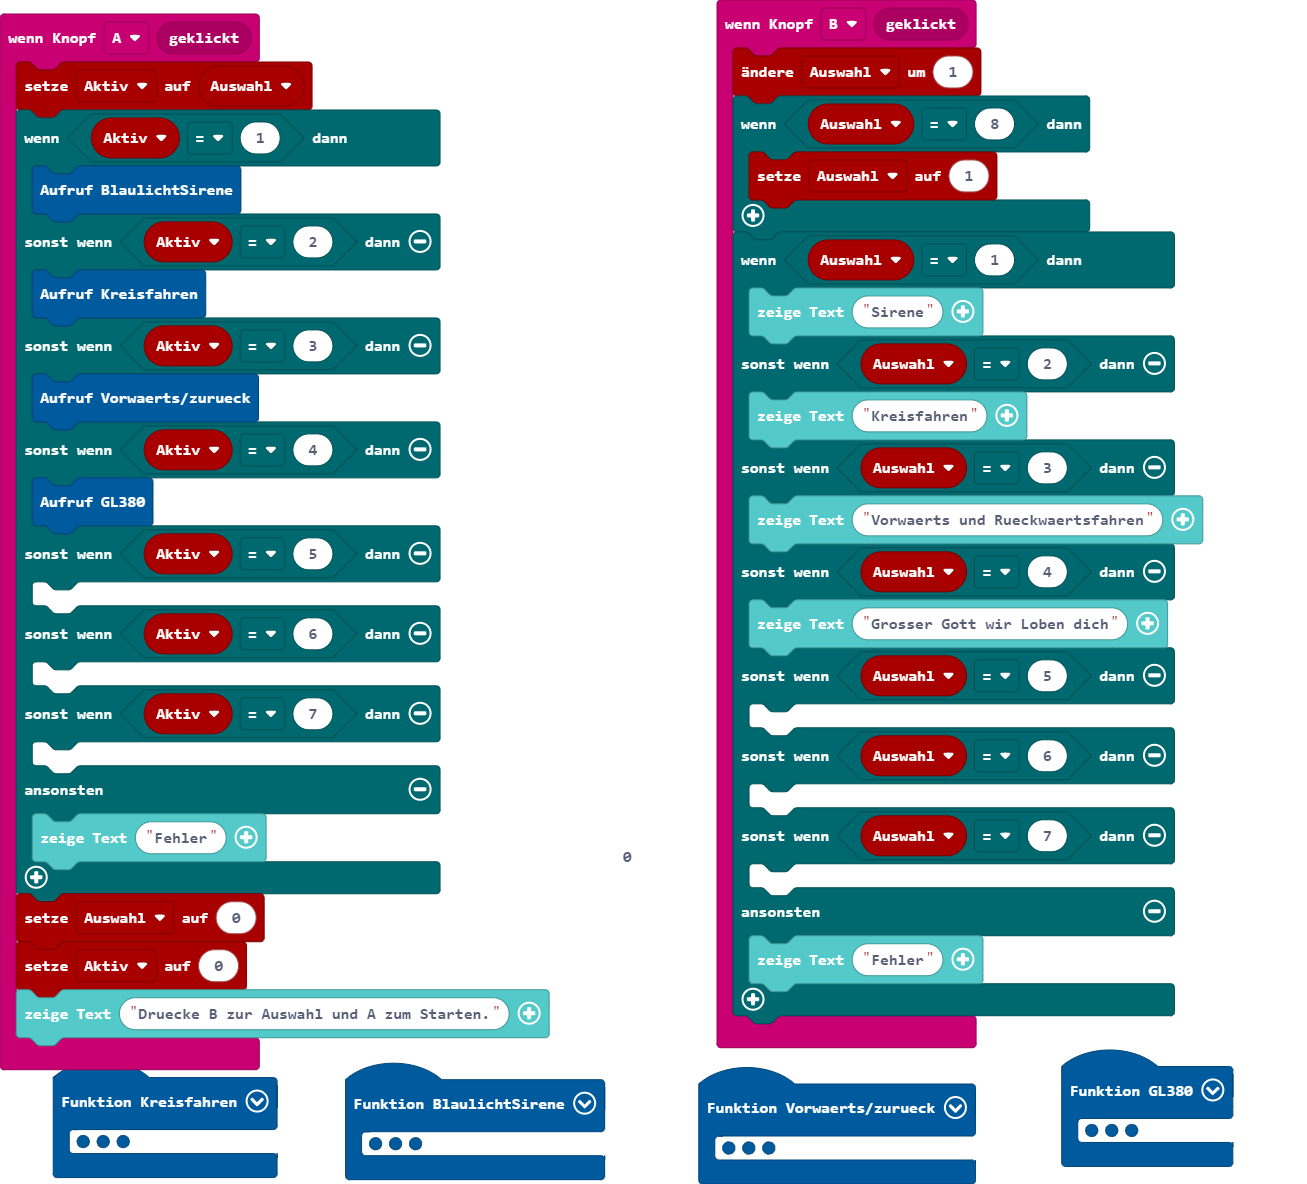 wenn Knopf A geklickt
setze Aktiv auf Auswahl
wenn Aktiv = 1 dann
Aufruf BlaulichtSirene
sonst wenn Aktiv = 2 dann
Aufruf Kreisfahren
sonst wenn Aktiv = 3 dann
Aufruf Vorwaerts/zurueck
sonst wenn Aktiv = 4 dann
Aufruf GL380
sonst wenn Aktiv = 5 dann
sonst wenn Aktiv = 6 dann
sonst wenn Aktiv = 7 dann
ansonsten
zeige Text "Fehler"
setze Auswahl auf 0
setze Aktiv auf 0
zeige Text "Druecke B zur Auswahl und A zum Starten."
0
wenn Knopf B geklickt
ändere Auswahl um 1
wenn Auswahl = 8 dann
setze Auswahl auf 1
wenn Auswahl = 1 dann
zeige Text "Sirene"
sonst wenn Auswahl = 2 dann
zeige Text "Kreisfahren"
sonst wenn Auswahl = 3 dann
zeige Text "Vorwaerts und Rueckwaertsfahren"
sonst wenn Auswahl = 4 dann
zeige Text "Grosser Gott wir Loben dich"
sonst wenn Auswahl = 5 dann
sonst wenn Auswahl = 6 dann
sonst wenn Auswahl = 7 dann
ansonsten
zeige Text "Fehler"
Funktion Kreisfahren
Funktion BlaulichtSirene
Funktion Vorwaerts/zurueck
Funktion GL380